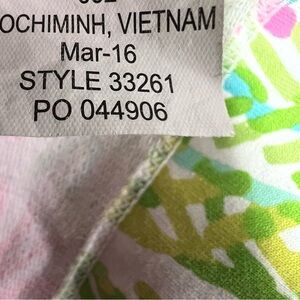 OCHIMINH, VIETNAM
Mar-16
STYLE 33261
PO 044906